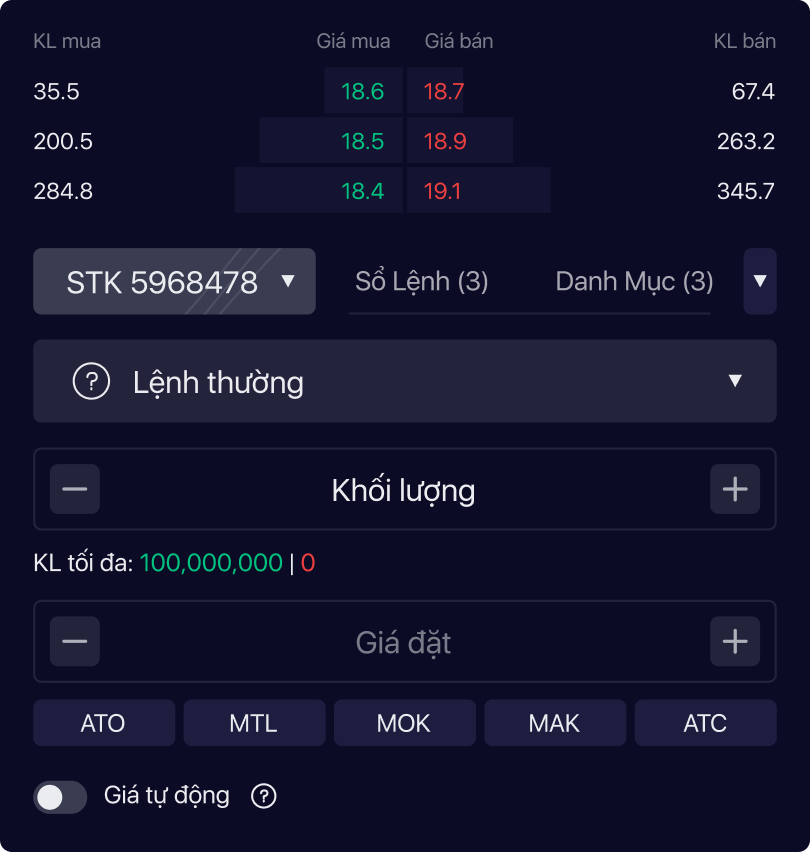 KL mua Giá mua Giá bán KL bán
35.5 18.6 18.7 67.4
200.5 18.5 18.9 263.2
284.8 18.4 19.1 345.7
STK 5968478 ▼ Sổ Lệnh (3) Danh Mục (3) ▼
? Lệnh thường ▼
− Khối lượng +
KL tối đa: 100,000,000 | 0
− Giá đặt +
ATO MTL MOK MAK ATC
Giá tự động ?